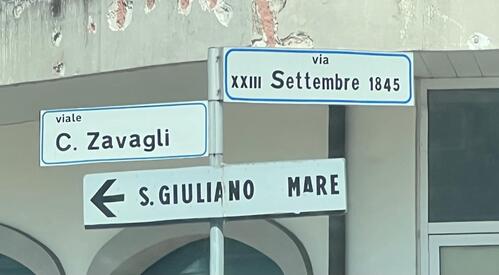 via
XXIII Settembre 1845
viale
C. Zavagli
← S. GIULIANO MARE